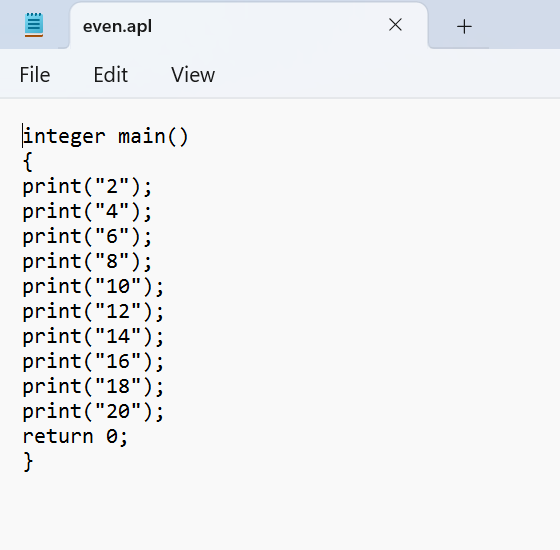 even.apl
File Edit View
integer main()
{
print("2");
print("4");
print("6");
print("8");
print("10");
print("12");
print("14");
print("16");
print("18");
print("20");
return 0;
}